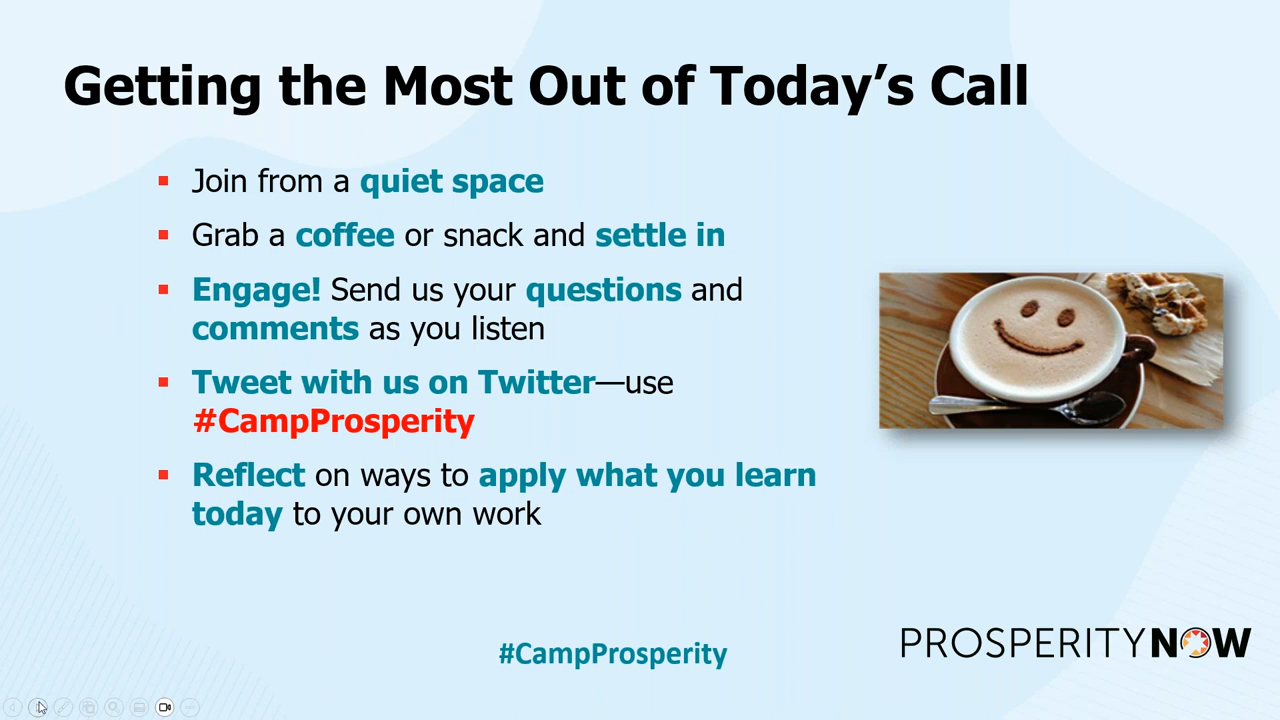 Getting the Most Out of Today’s Call
Join from a quiet space
Grab a coffee or snack and settle in
Engage! Send us your questions and
comments as you listen
Tweet with us on Twitter—use
#CampProsperity
Reflect on ways to apply what you learn
today to your own work
#CampProsperity
PROSPERITYNOW